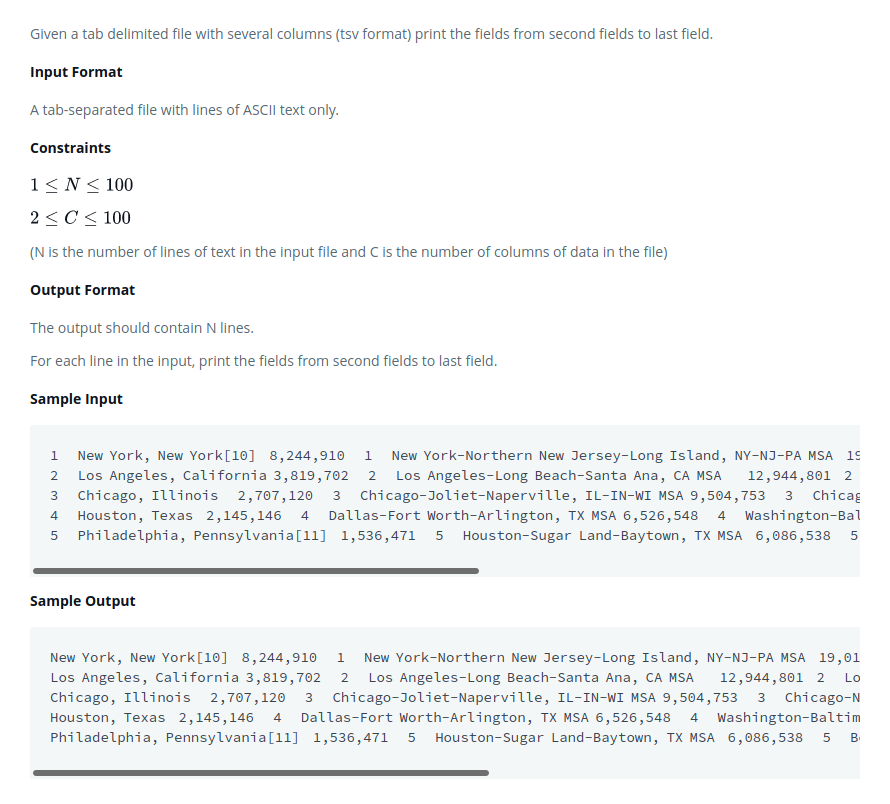 Given a tab delimited file with several columns (tsv format) print the fields from second fields to last field.
Input Format
A tab-separated file with lines of ASCII text only.
Constraints
1 ≤ N ≤ 100
2 ≤ C ≤ 100
(N is the number of lines of text in the input file and C is the number of columns of data in the file)
Output Format
The output should contain N lines.
For each line in the input, print the fields from second fields to last field.
Sample Input
1 New York, New York[10] 8,244,910 1 New York-Northern New Jersey-Long Island, NY-NJ-PA MSA 19
2 Los Angeles, California 3,819,702 2 Los Angeles-Long Beach-Santa Ana, CA MSA 12,944,801 2
3 Chicago, Illinois 2,707,120 3 Chicago-Joliet-Naperville, IL-IN-WI MSA 9,504,753 3 Chicag
4 Houston, Texas 2,145,146 4 Dallas-Fort Worth-Arlington, TX MSA 6,526,548 4 Washington-Bal
5 Philadelphia, Pennsylvania[11] 1,536,471 5 Houston-Sugar Land-Baytown, TX MSA 6,086,538 5
Sample Output
New York, New York[10] 8,244,910 1 New York-Northern New Jersey-Long Island, NY-NJ-PA MSA 19,01
Los Angeles, California 3,819,702 2 Los Angeles-Long Beach-Santa Ana, CA MSA 12,944,801 2 Lo
Chicago, Illinois 2,707,120 3 Chicago-Joliet-Naperville, IL-IN-WI MSA 9,504,753 3 Chicago-N
Houston, Texas 2,145,146 4 Dallas-Fort Worth-Arlington, TX MSA 6,526,548 4 Washington-Baltim
Philadelphia, Pennsylvania[11] 1,536,471 5 Houston-Sugar Land-Baytown, TX MSA 6,086,538 5 B